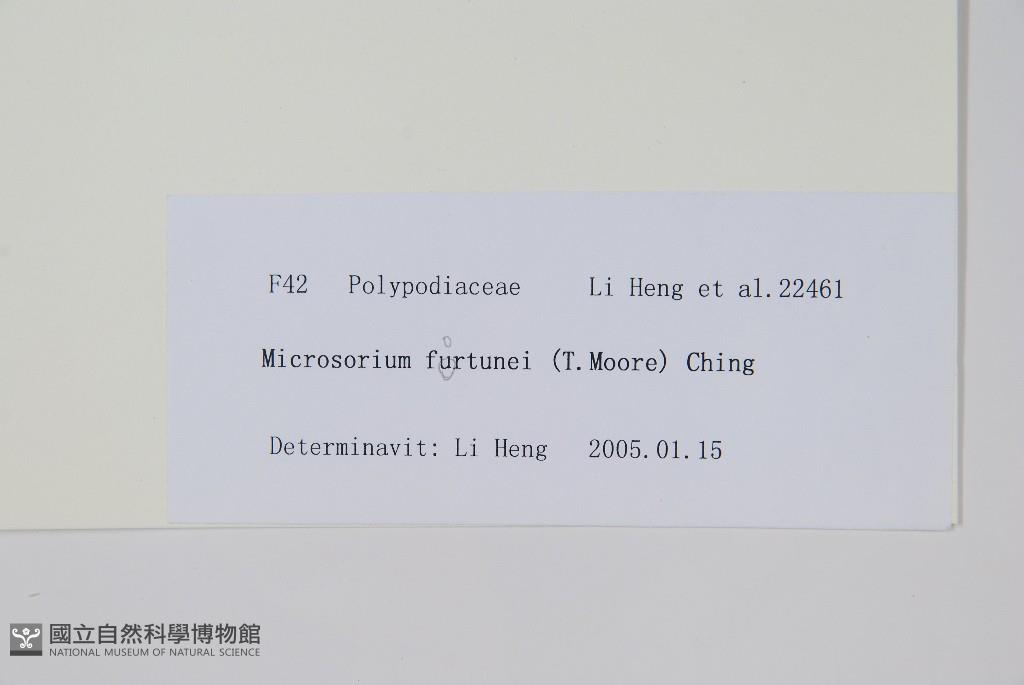 F42 Polypodiaceae Li Heng et al.22461
o
Microsorium furtunei (T.Moore) Ching
Determinavit: Li Heng 2005.01.15
國立自然科學博物館
NATIONAL MUSEUM OF NATURAL SCIENCE